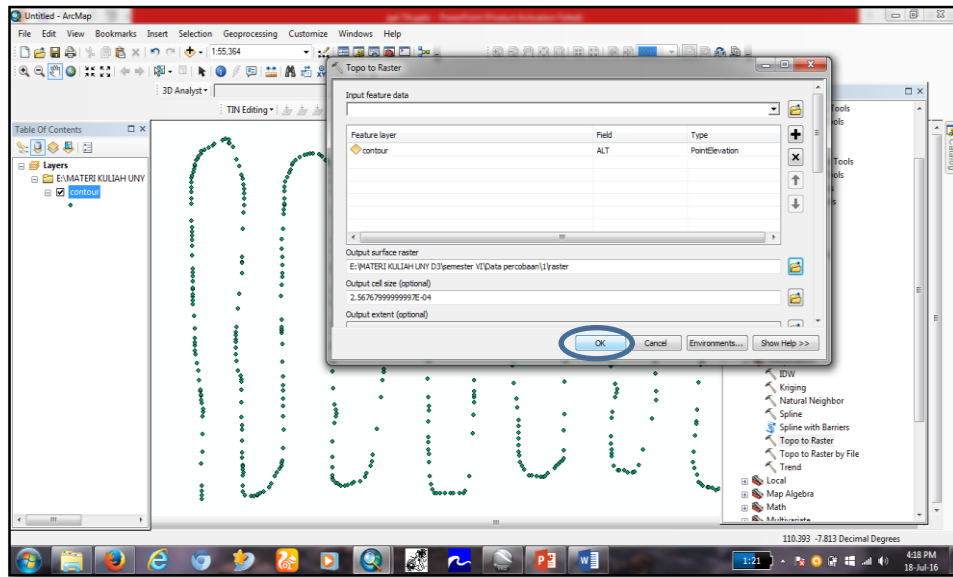 Untitled - ArcMap
File Edit View Bookmarks Insert Selection Geoprocessing Customize Windows Help
1:55,364
3D Analyst
TIN Editing
Table Of Contents
Layers
E:\MATERI KULIAH UNY
contour
Topo to Raster
Input feature data
Feature layer Field Type
contour ALT PointElevation
Output surface raster
E:\MATERI KULIAH UNY D3\semester VI\Data percobaan\1\raster
Output cell size (optional)
2.56767999999997E-04
Output extent (optional)
OK Cancel Environments... Show Help >>
Tools
Tools
Catalog
IDW
Kriging
Natural Neighbor
Spline
Spline with Barriers
Topo to Raster
Topo to Raster by File
Trend
Local
Map Algebra
Math
Multivariate
110.393 -7.813 Decimal Degrees
1:21
4:18 PM
18-Jul-16